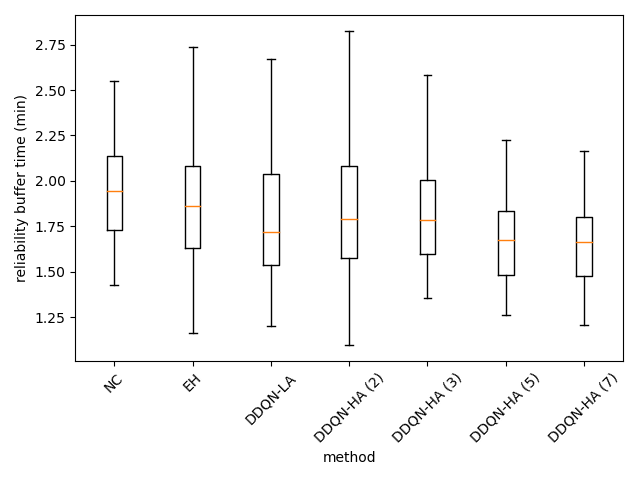 reliability buffer time (min)
2.75
2.50
2.25
2.00
1.75
1.50
1.25
NC
EH
DDQN-LA
DDQN-HA (2)
DDQN-HA (3)
DDQN-HA (5)
DDQN-HA (7)
method